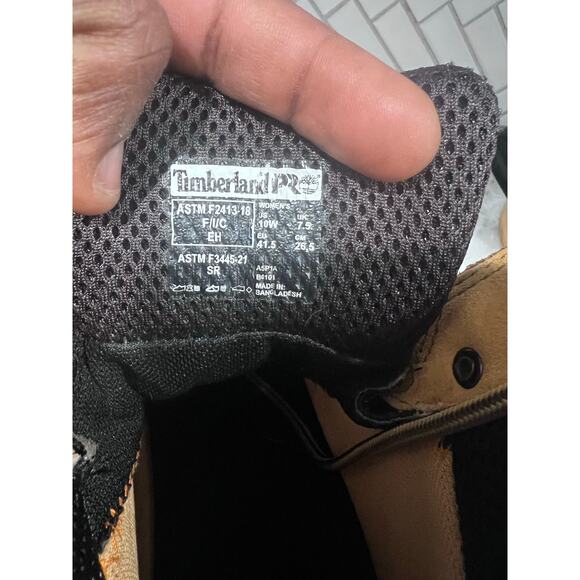 Timberland PRO
ASTM F2413-18
F/I/C
EH
ASTM F3445-21
SR
WOMEN'S
US UK
10W 7.5
EU CM
41.5 26.5
A5P1A
MADE IN:
BANGLADESH